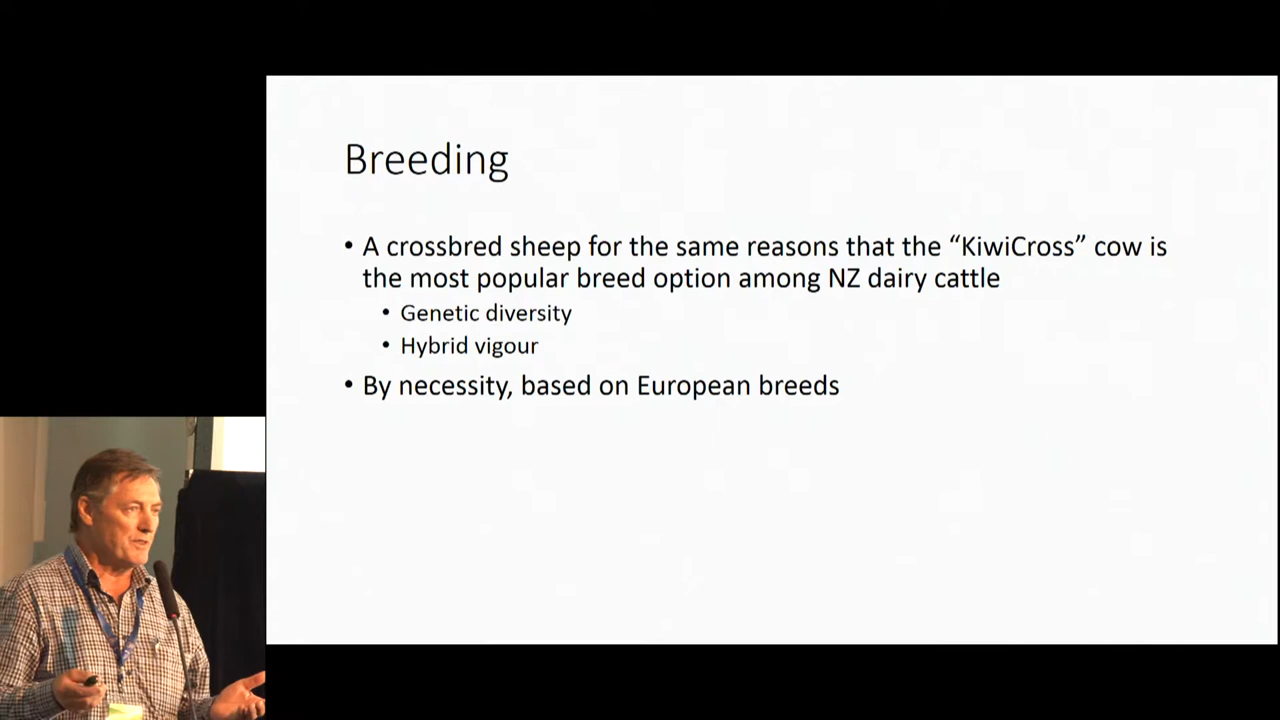 Breeding
• A crossbred sheep for the same reasons that the “KiwiCross” cow is
the most popular breed option among NZ dairy cattle
• Genetic diversity
• Hybrid vigour
• By necessity, based on European breeds